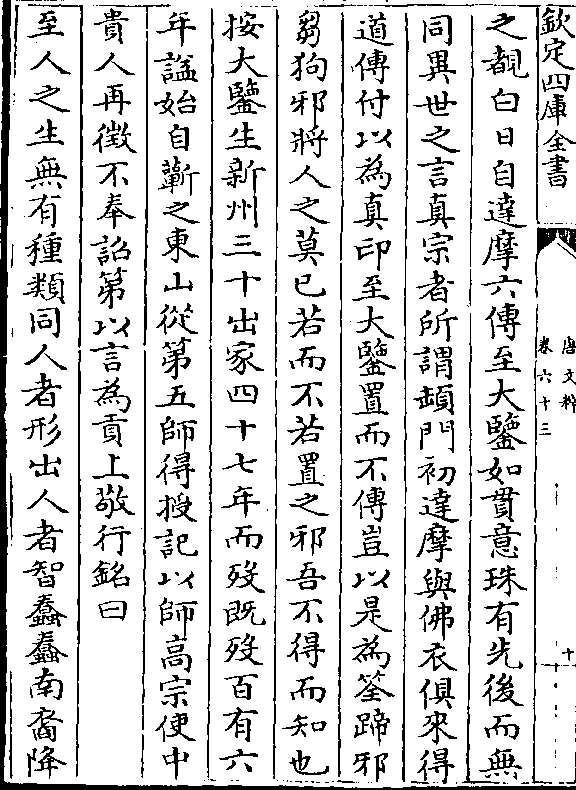 欽定四庫全書
唐文粹
卷六十三
十
之覩白日自達摩六傳至大鑒如貫意珠有先後而無
同異世之言真宗者所謂頓門初達摩與佛衣俱來得
道傳付以為真印至大鑒置而不傳豈以是為筌蹄邪
芻狗邪將人之莫已若而不若置之邪吾不得而知也
按大鑒生新州三十出家四十七年而歿既歿百有六
年諡始自蘄之東山從第五師得授記以師高宗使中
貴人再徵不奉詔第以言為貢上敬行銘曰
至人之生無有種類同人者形出人者智蠢蠢南裔降